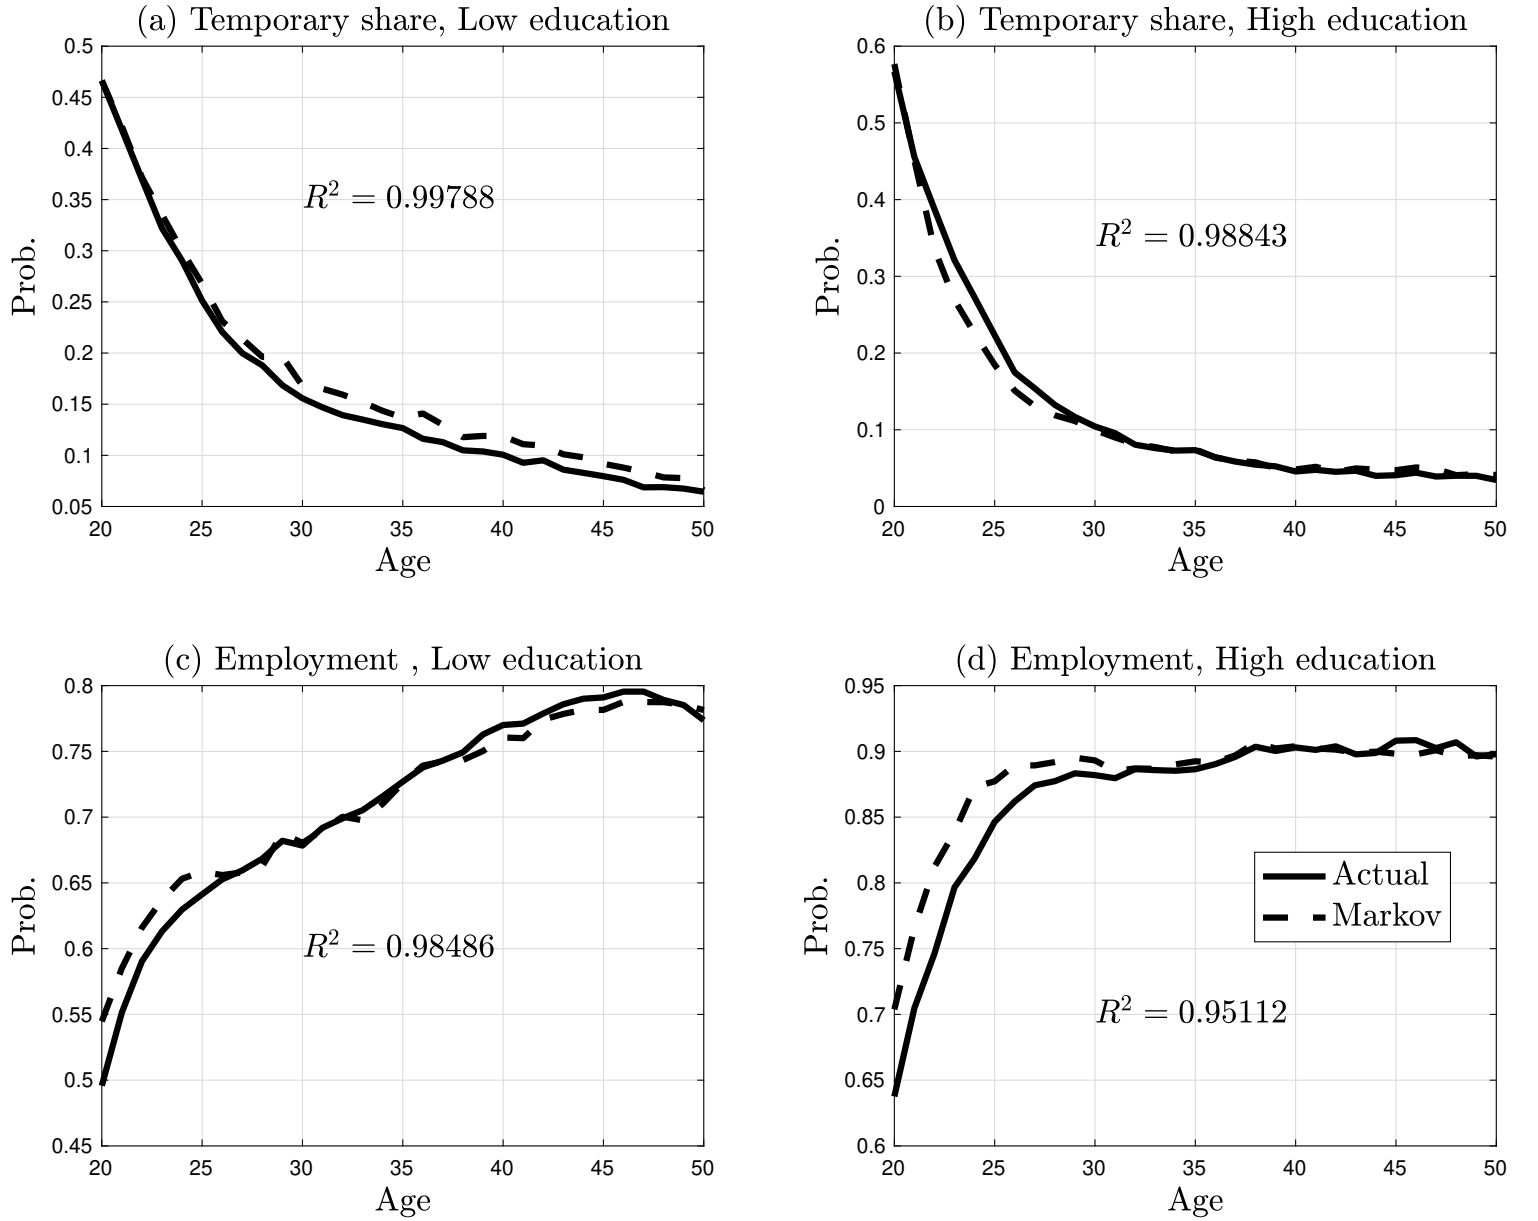 (a) Temporary share, Low education
0.5
0.45
0.4
0.35
0.3
0.25
0.2
0.15
0.1
0.05
Prob.
R² = 0.99788
20 25 30 35 40 45 50
Age
(b) Temporary share, High education
0.6
0.5
0.4
0.3
0.2
0.1
0
Prob.
R² = 0.98843
20 25 30 35 40 45 50
Age
(c) Employment , Low education
0.8
0.75
0.7
0.65
0.6
0.55
0.5
0.45
Prob.
R² = 0.98486
20 25 30 35 40 45 50
Age
(d) Employment, High education
0.95
0.9
0.85
0.8
0.75
0.7
0.65
0.6
Prob.
Actual
Markov
R² = 0.95112
20 25 30 35 40 45 50
Age